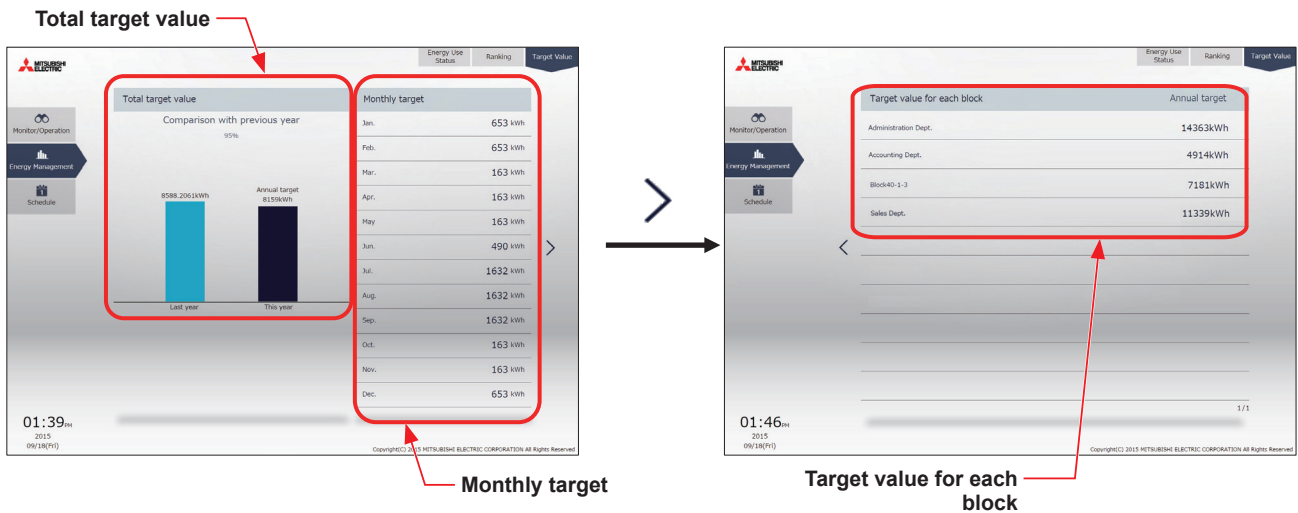 Total target value
MITSUBISHI
ELECTRIC
Energy Use
Status
Ranking
Target Value
Monitor/Operation
Energy Management
1
Schedule
Total target value
Comparison with previous year
95%
8588.2061kWh
Annual target
8159kWh
Last year
This year
Monthly target
Jan. 653 kWh
Feb. 653 kWh
Mar. 163 kWh
Apr. 163 kWh
May 163 kWh
Jun. 490 kWh
Jul. 1632 kWh
Aug. 1632 kWh
Sep. 1632 kWh
Oct. 163 kWh
Nov. 163 kWh
Dec. 653 kWh
01:39PM
2015
09/18(Fri)
Copyright(C) 2015 MITSUBISHI ELECTRIC CORPORATION All Rights Reserved
Monthly target
MITSUBISHI
ELECTRIC
Energy Use
Status
Ranking
Target Value
Monitor/Operation
Energy Management
1
Schedule
Target value for each block Annual target
Administration Dept. 14363kWh
Accounting Dept. 4914kWh
Block40-1-3 7181kWh
Sales Dept. 11339kWh
1/1
01:46PM
2015
09/18(Fri)
Copyright(C) 2015 MITSUBISHI ELECTRIC CORPORATION All Rights Reserved
Target value for each
block